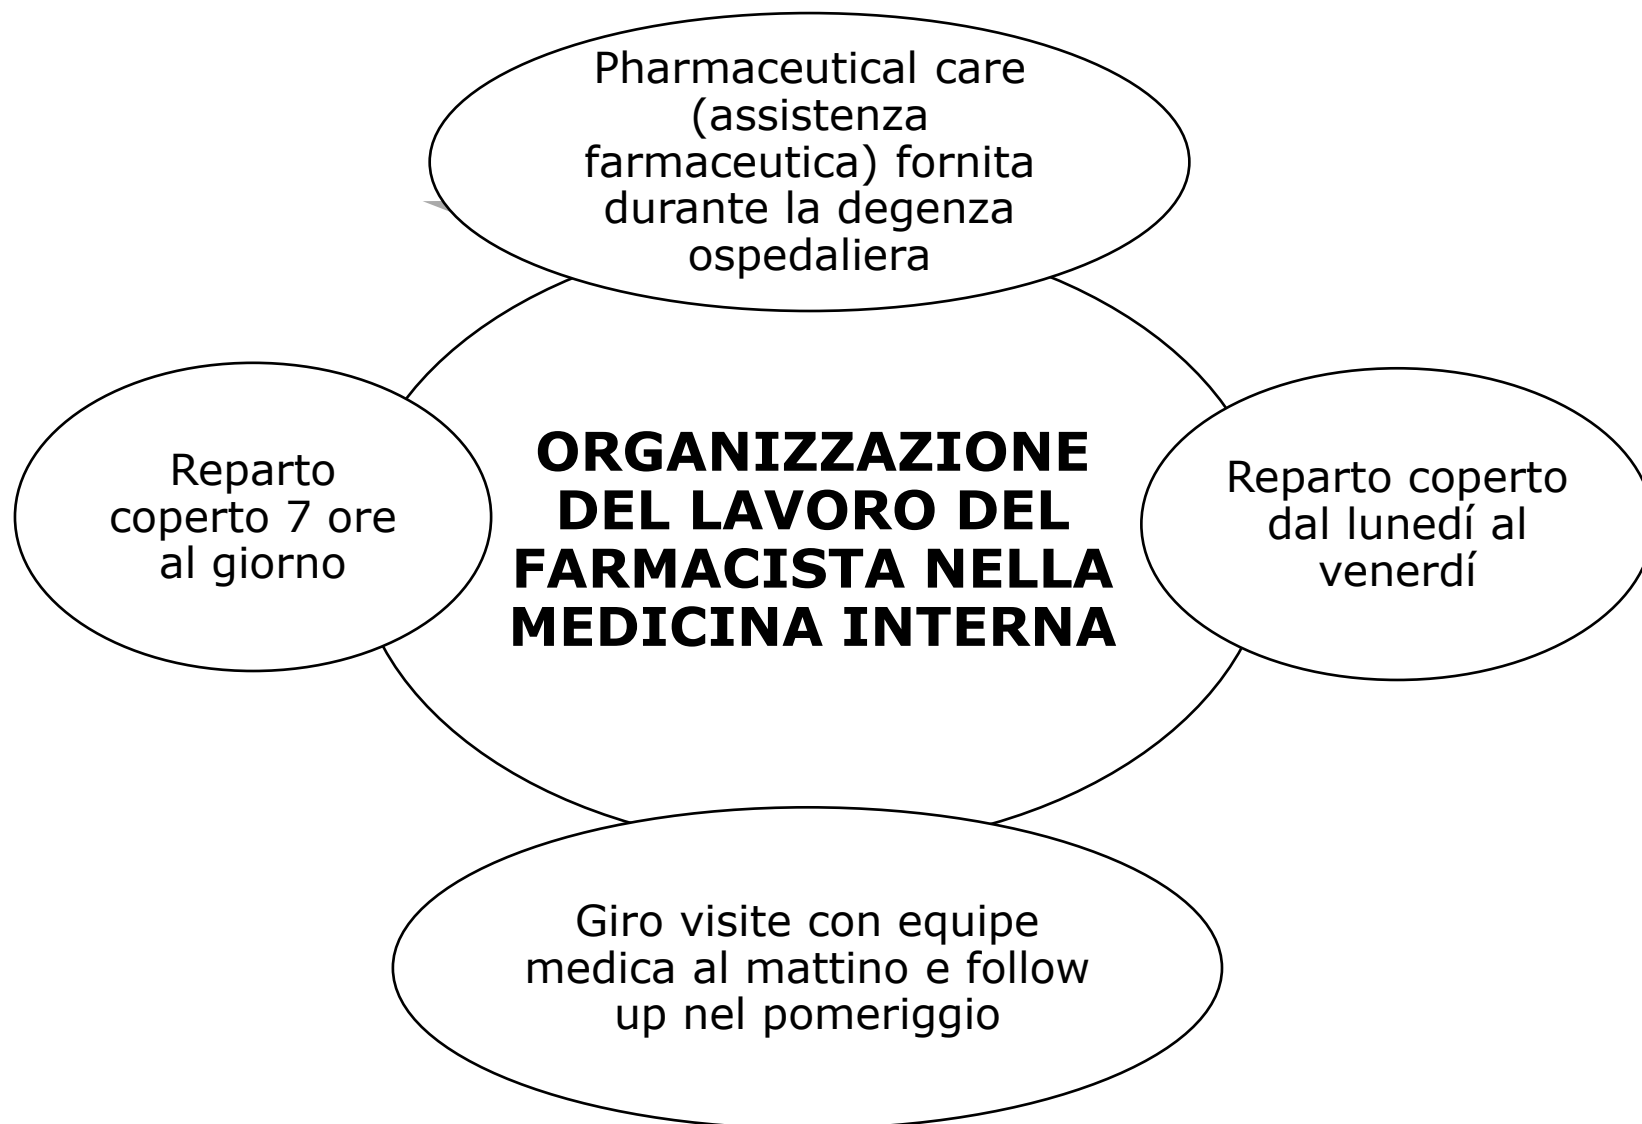 Pharmaceutical care
(assistenza
farmaceutica) fornita
durante la degenza
ospedaliera
Reparto
coperto 7 ore
al giorno
ORGANIZZAZIONE
DEL LAVORO DEL
FARMACISTA NELLA
MEDICINA INTERNA
Reparto coperto
dal lunedí al
venerdí
Giro visite con equipe
medica al mattino e follow
up nel pomeriggio